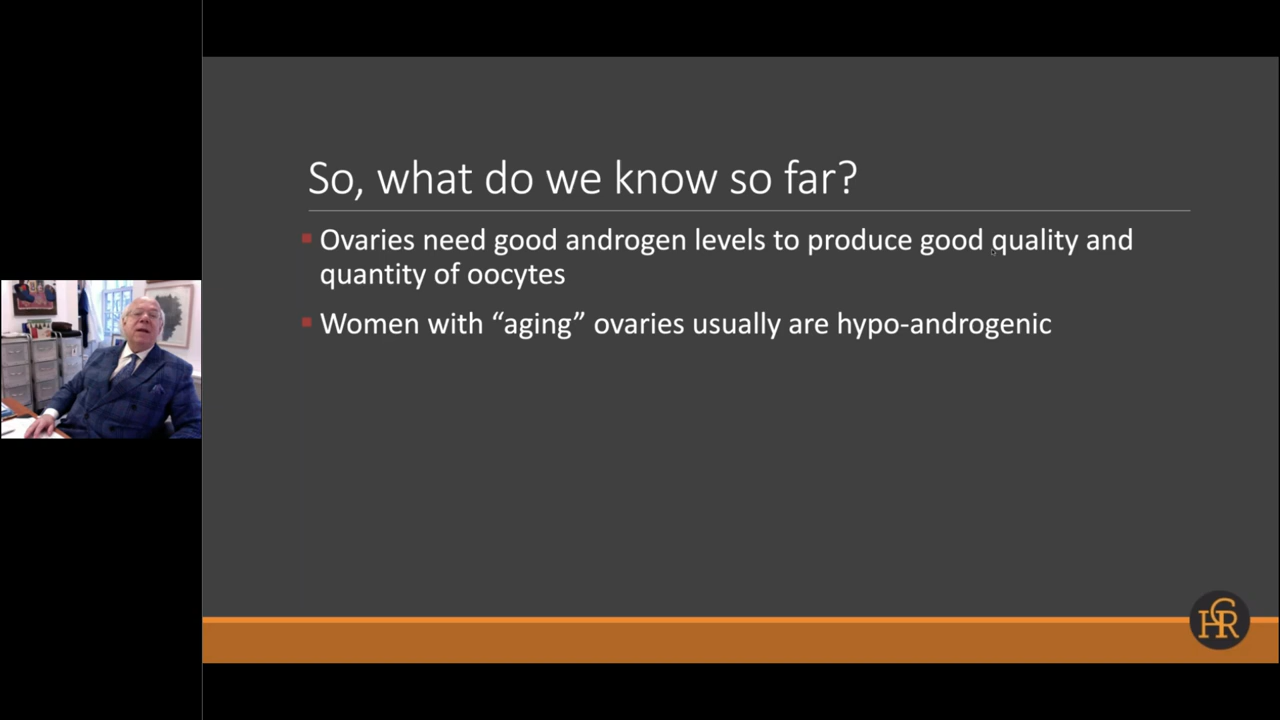 So, what do we know so far?
Ovaries need good androgen levels to produce good quality and
quantity of oocytes
Women with “aging” ovaries usually are hypo-androgenic
CHR